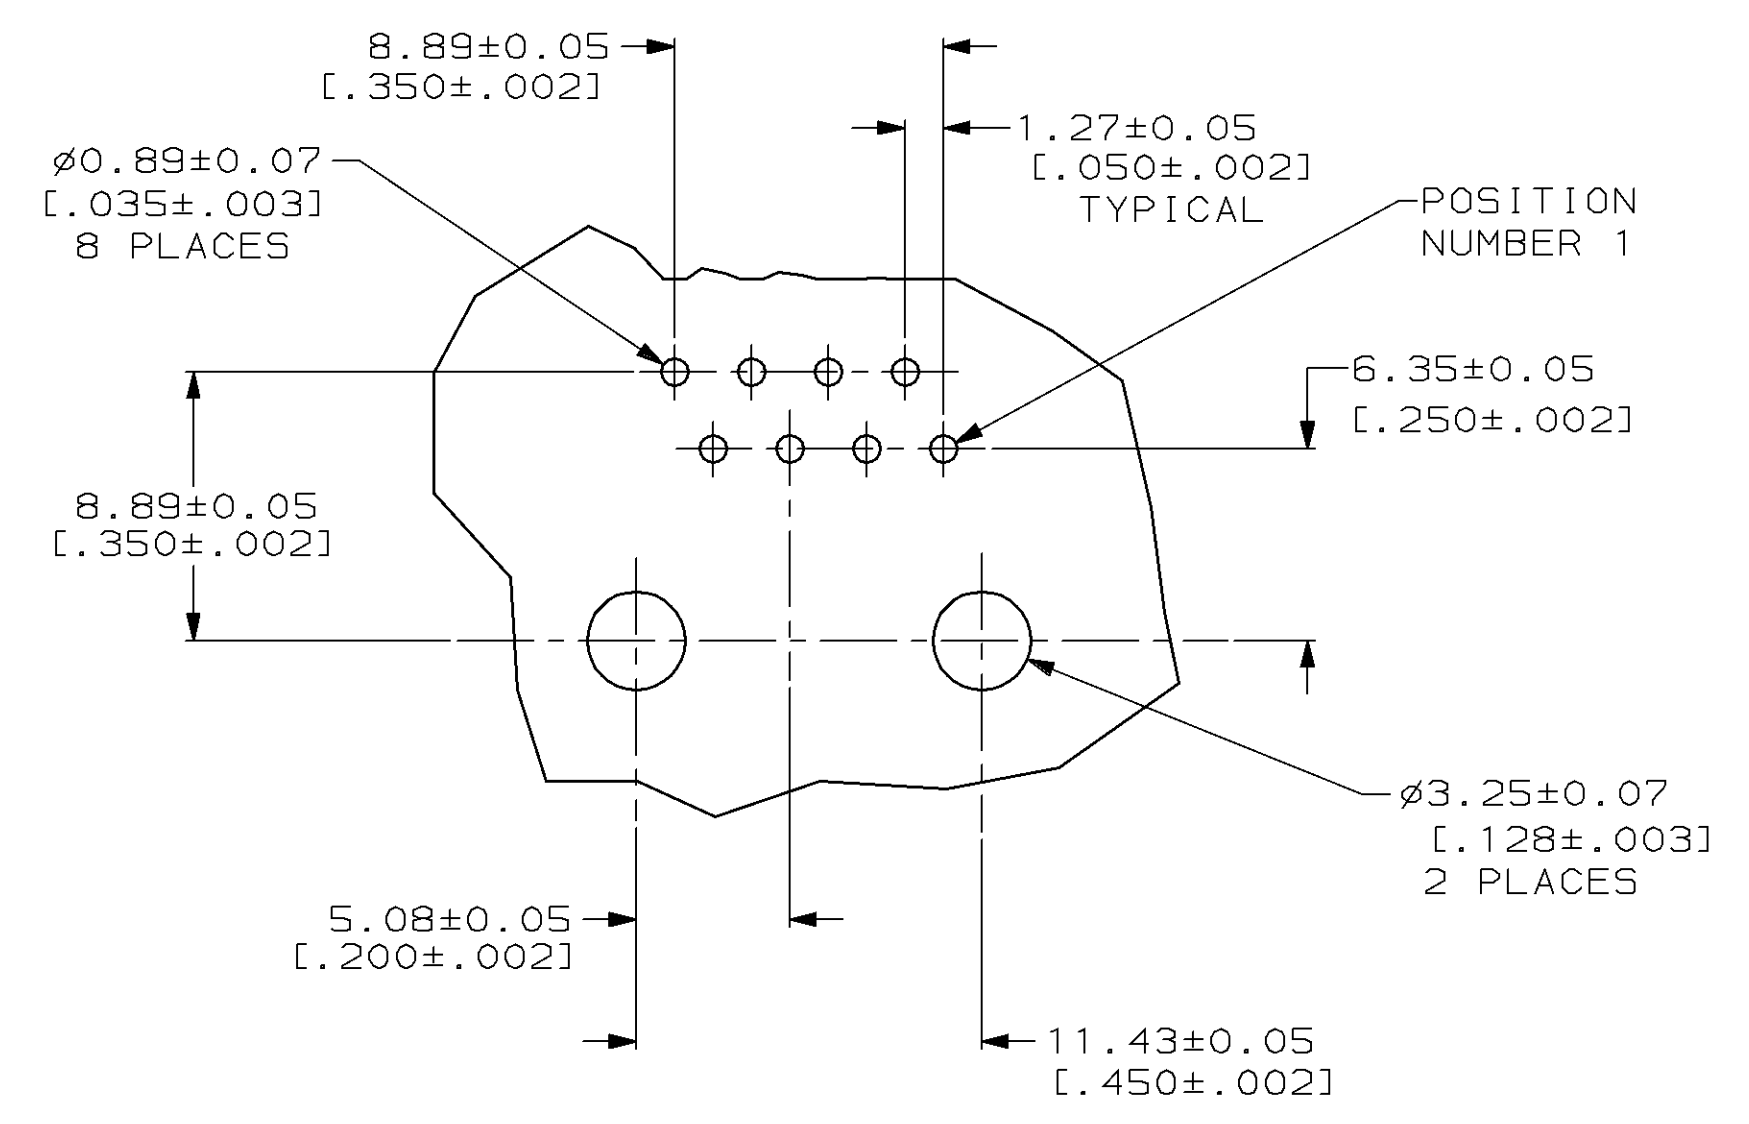 8.89±0.05
[.350±.002]
1.27±0.05
[.050±.002]
TYPICAL
ø0.89±0.07
[.035±.003]
8 PLACES
POSITION
NUMBER 1
6.35±0.05
[.250±.002]
8.89±0.05
[.350±.002]
ø3.25±0.07
[.128±.003]
2 PLACES
5.08±0.05
[.200±.002]
11.43±0.05
[.450±.002]